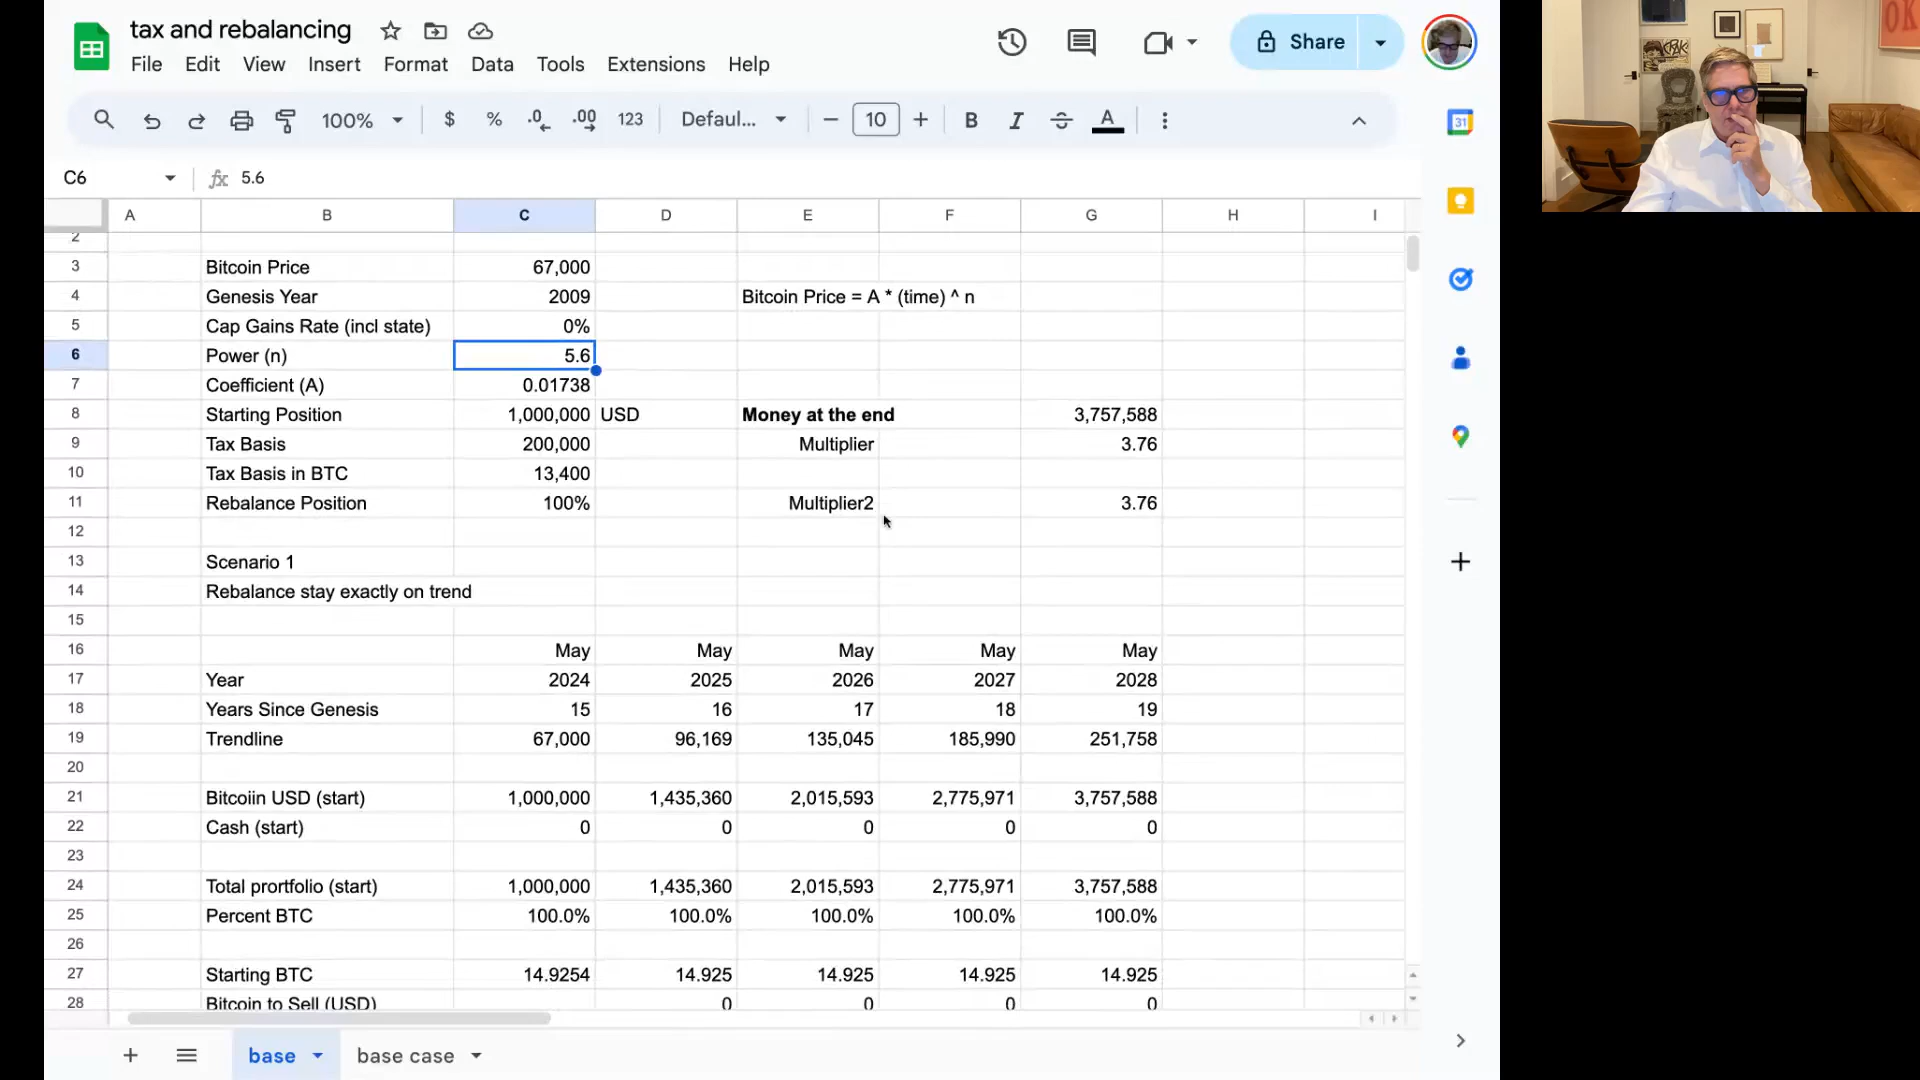 tax and rebalancing
File Edit View Insert Format Data Tools Extensions Help
Share
100% $ % .0 .00 123 Defaul... − 10 + B I A
31
C6 fx 5.6
A B C D E F G H I
2
3 Bitcoin Price 67,000
4 Genesis Year 2009 Bitcoin Price = A * (time) ^ n
5 Cap Gains Rate (incl state) 0%
6 Power (n) 5.6
7 Coefficient (A) 0.01738
8 Starting Position 1,000,000 USD Money at the end 3,757,588
9 Tax Basis 200,000 Multiplier 3.76
10 Tax Basis in BTC 13,400
11 Rebalance Position 100% Multiplier2 3.76
12
13 Scenario 1
14 Rebalance stay exactly on trend
15
16 May May May May May
17 Year 2024 2025 2026 2027 2028
18 Years Since Genesis 15 16 17 18 19
19 Trendline 67,000 96,169 135,045 185,990 251,758
20
21 Bitcoiin USD (start) 1,000,000 1,435,360 2,015,593 2,775,971 3,757,588
22 Cash (start) 0 0 0 0 0
23
24 Total prortfolio (start) 1,000,000 1,435,360 2,015,593 2,775,971 3,757,588
25 Percent BTC 100.0% 100.0% 100.0% 100.0% 100.0%
26
27 Starting BTC 14.9254 14.925 14.925 14.925 14.925
28 Bitcoin to Sell (USD) 0 0 0 0
base base case
OK